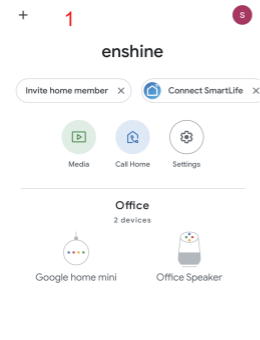 + 1 S
enshine
Invite home member × Connect SmartLife ×
Media Call Home Settings
Office
2 devices
Google home mini Office Speaker